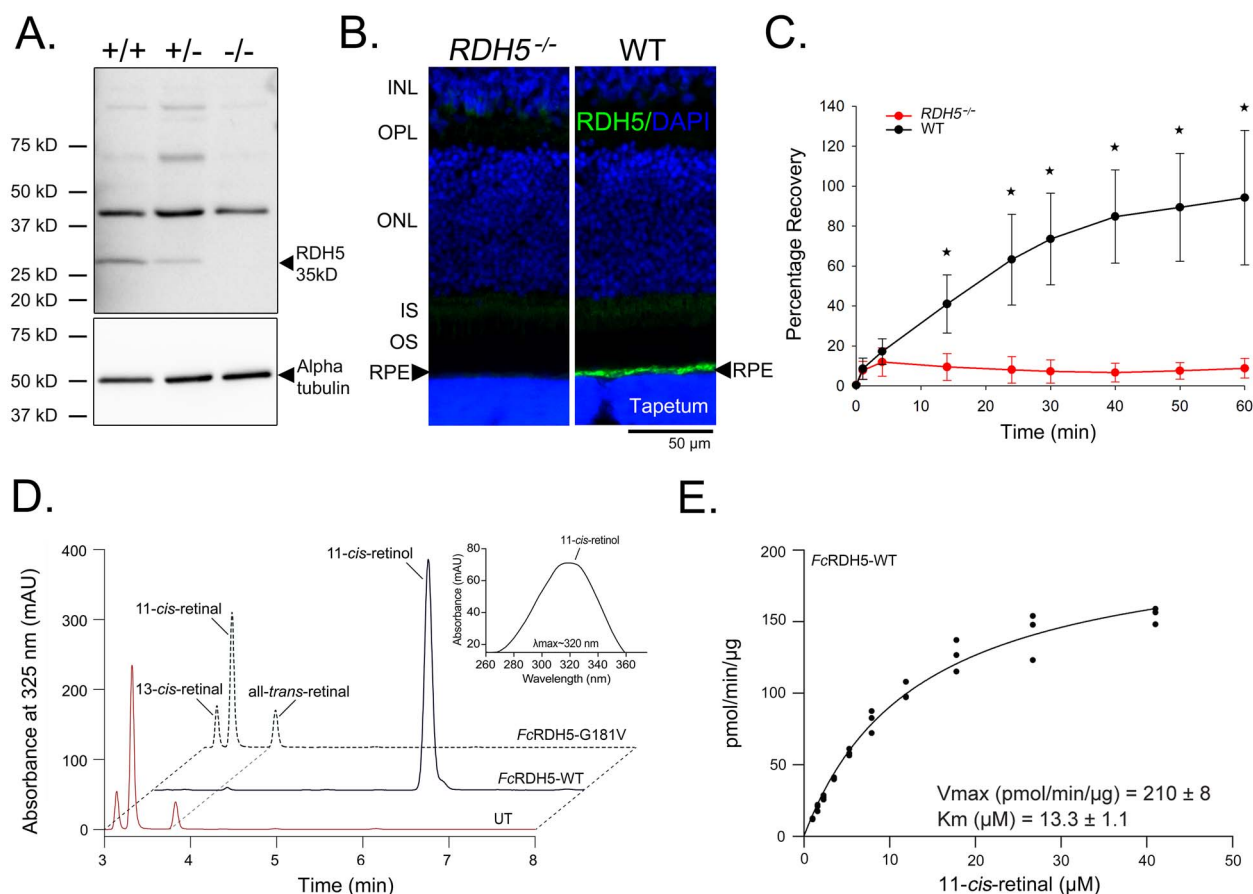 A.
+/+ +/- -/-
75 kD
50 kD
37 kD
25 kD
20 kD
RDH5
35kD
75 kD
50 kD
37 kD
Alpha
tubulin
B.
RDH5-/- WT
INL
OPL
ONL
IS
OS
RPE
RDH5/DAPI
RPE
Tapetum
50 µm
C.
RDH5-/-
WT
Percentage Recovery
140
120
100
80
60
40
20
0
0 10 20 30 40 50 60
Time (min)
D.
Absorbance at 325 nm (mAU)
400
300
200
100
0
3 4 5 6 7 8
Time (min)
11-cis-retinol
11-cis-retinal
13-cis-retinal
all-trans-retinal
FcRDH5-G181V
FcRDH5-WT
UT
Absorbance (mAU)
80
60
40
20
11-cis-retinol
λmax~320 nm
260 280 300 320 340 360
Wavelength (nm)
E.
FcRDH5-WT
pmol/min/µg
200
150
100
50
0
0 10 20 30 40 50
11-cis-retinal (µM)
Vmax (pmol/min/µg) = 210 ± 8
Km (µM) = 13.3 ± 1.1